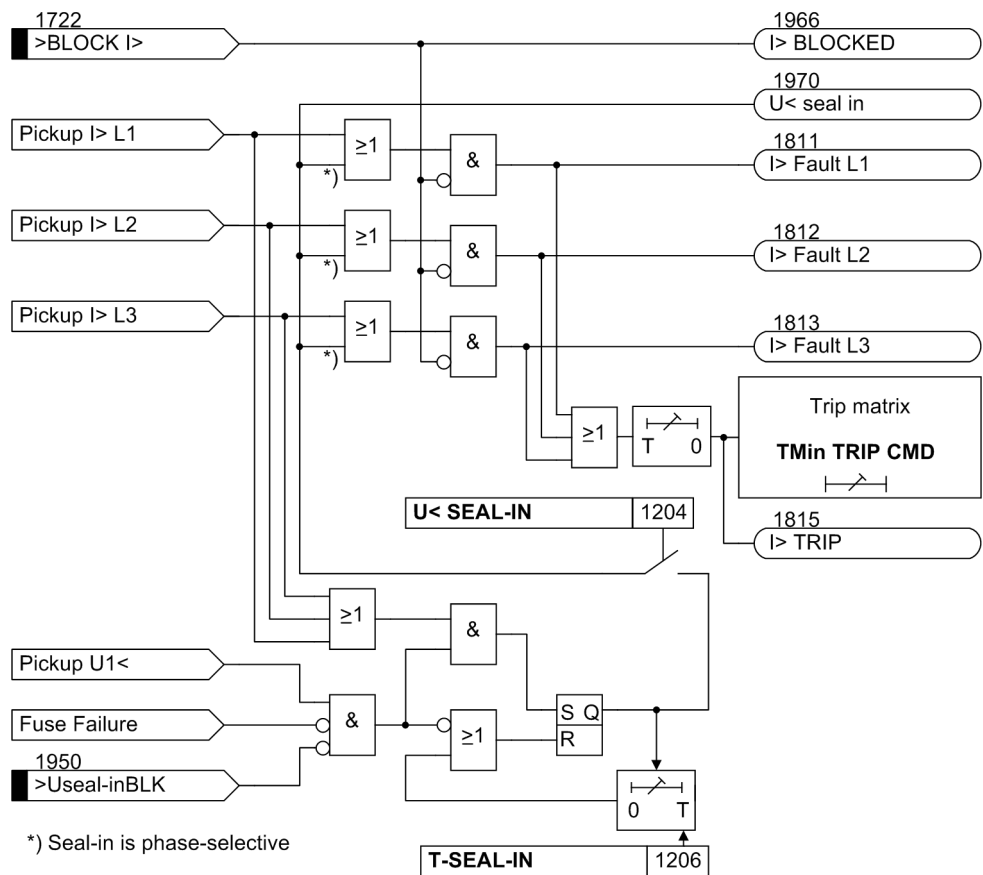 1722
>BLOCK I>
1966
I> BLOCKED
1970
U< seal in
Pickup I> L1
≥1
*)
&
1811
I> Fault L1
Pickup I> L2
≥1
*)
&
1812
I> Fault L2
Pickup I> L3
≥1
*)
&
1813
I> Fault L3
≥1
T 0
Trip matrix
TMin TRIP CMD
U< SEAL-IN 1204
1815
I> TRIP
≥1
&
Pickup U1<
Fuse Failure
&
≥1
S Q
R
1950
>Useal-inBLK
0 T
*) Seal-in is phase-selective
T-SEAL-IN 1206